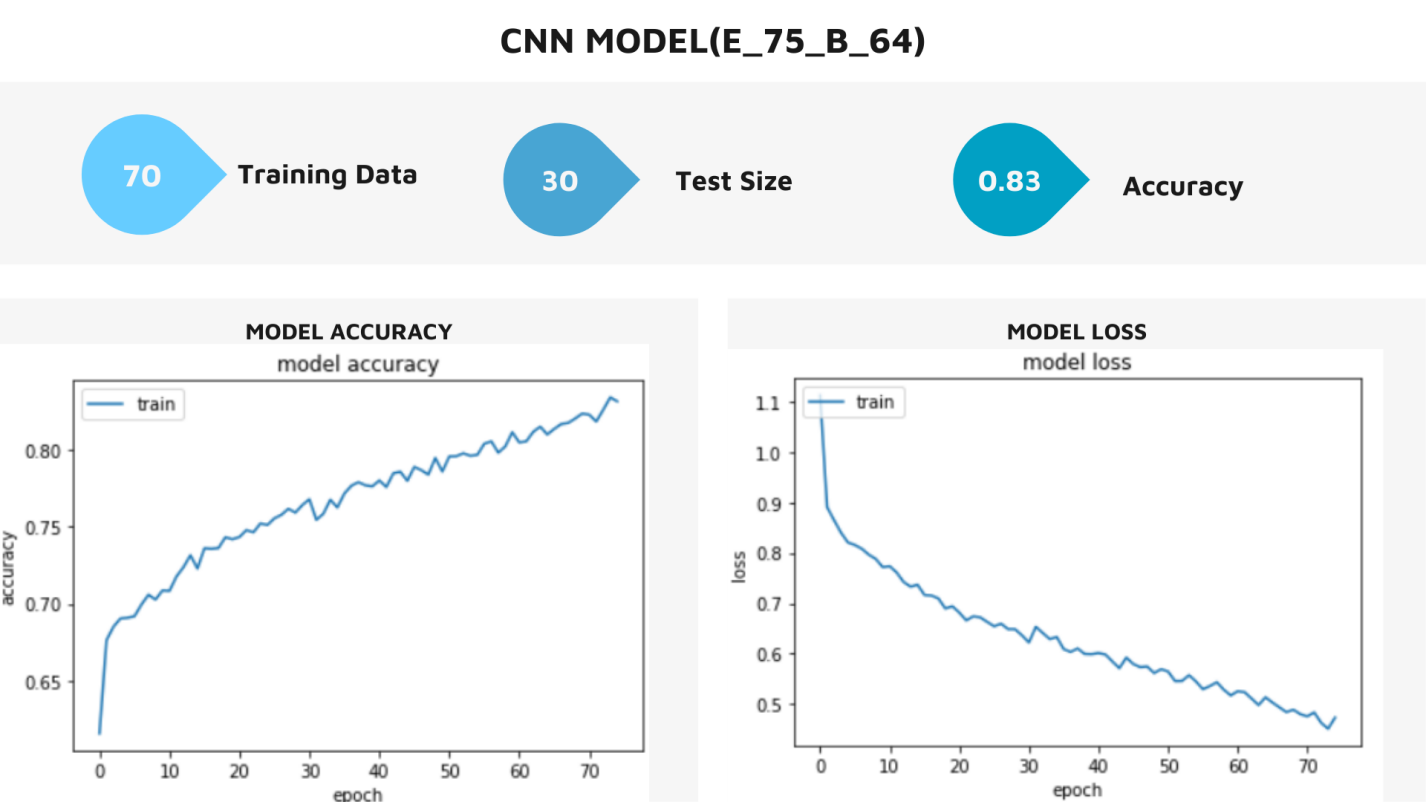 CNN MODEL(E_75_B_64)
70 Training Data
30 Test Size
0.83 Accuracy
MODEL ACCURACY
model accuracy
train
0.80
0.75
0.70
0.65
accuracy
0 10 20 30 40 50 60 70
epoch
MODEL LOSS
model loss
train
1.1
1.0
0.9
0.8
0.7
0.6
0.5
loss
0 10 20 30 40 50 60 70
epoch